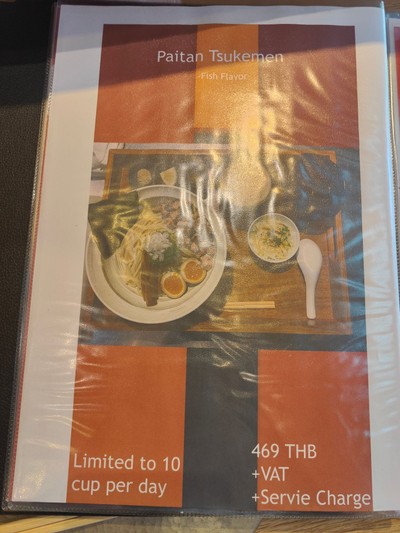 Paitan Tsukemen
-Fish Flavor-
Limited to 10
cup per day
469 THB
+VAT
+Servie Charge